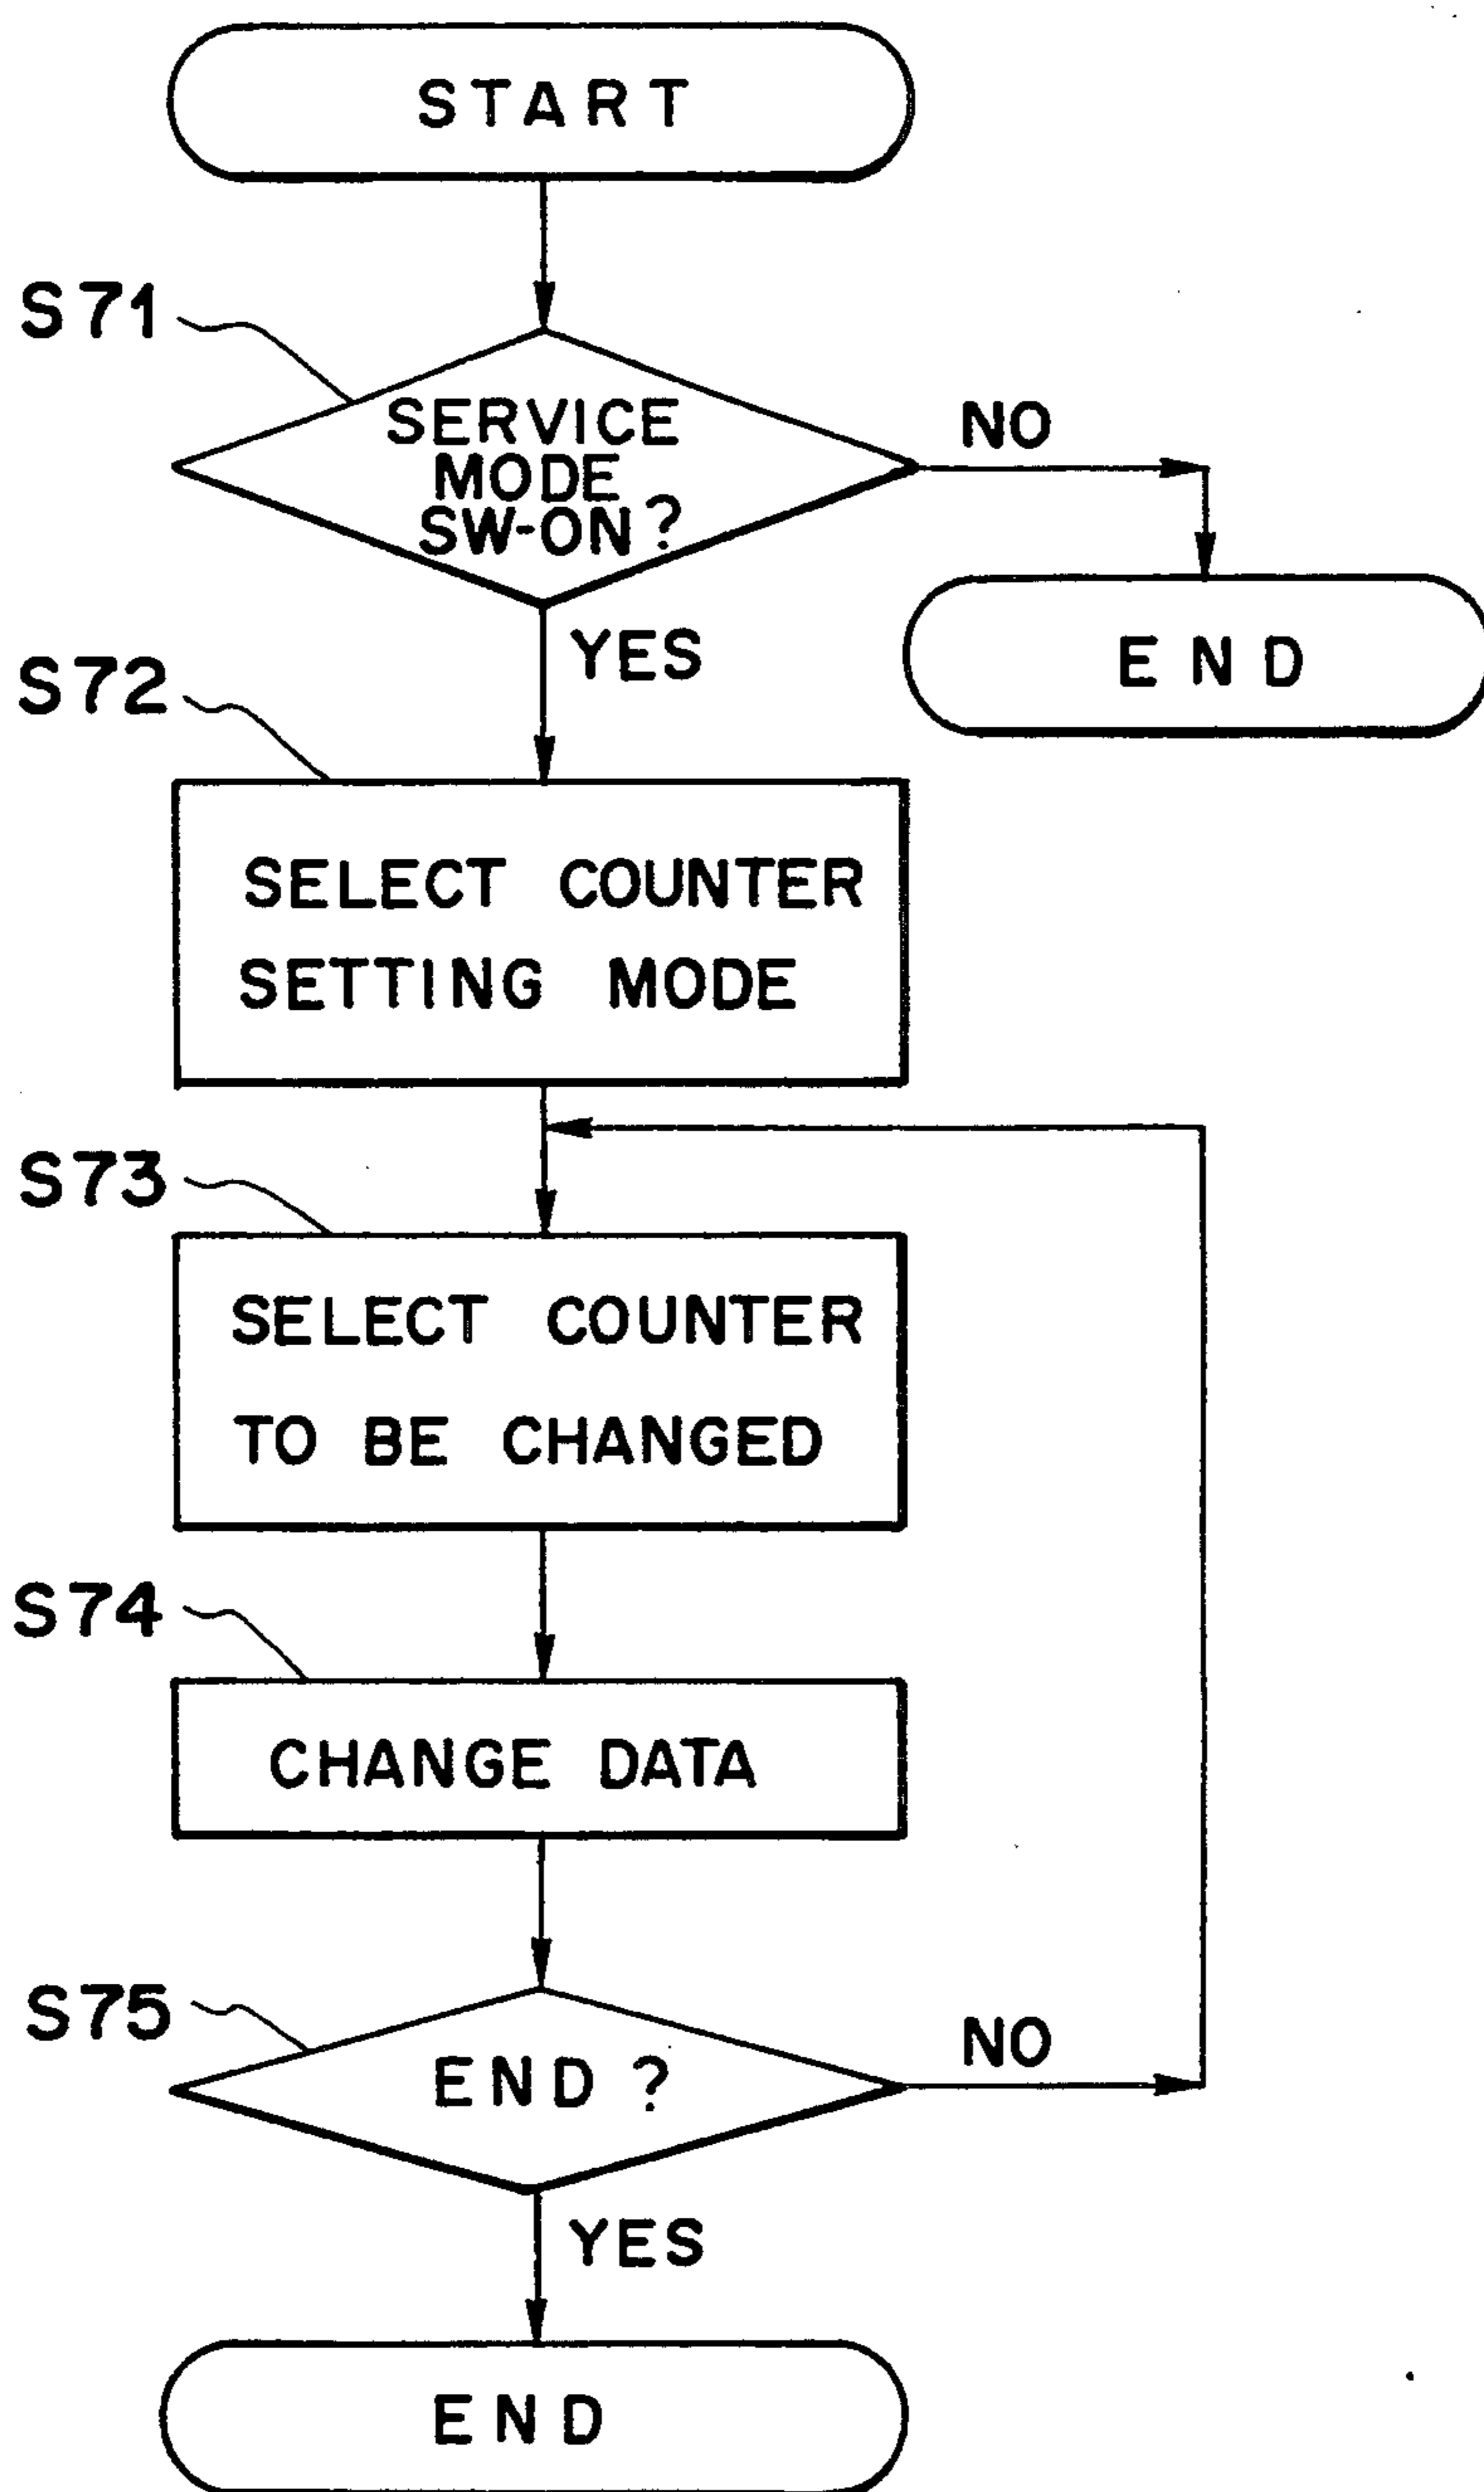 START
S71
SERVICE
MODE
SW-ON?
NO
YES
END
S72
SELECT COUNTER
SETTING MODE
S73
SELECT COUNTER
TO BE CHANGED
S74
CHANGE DATA
S75
END?
NO
YES
END